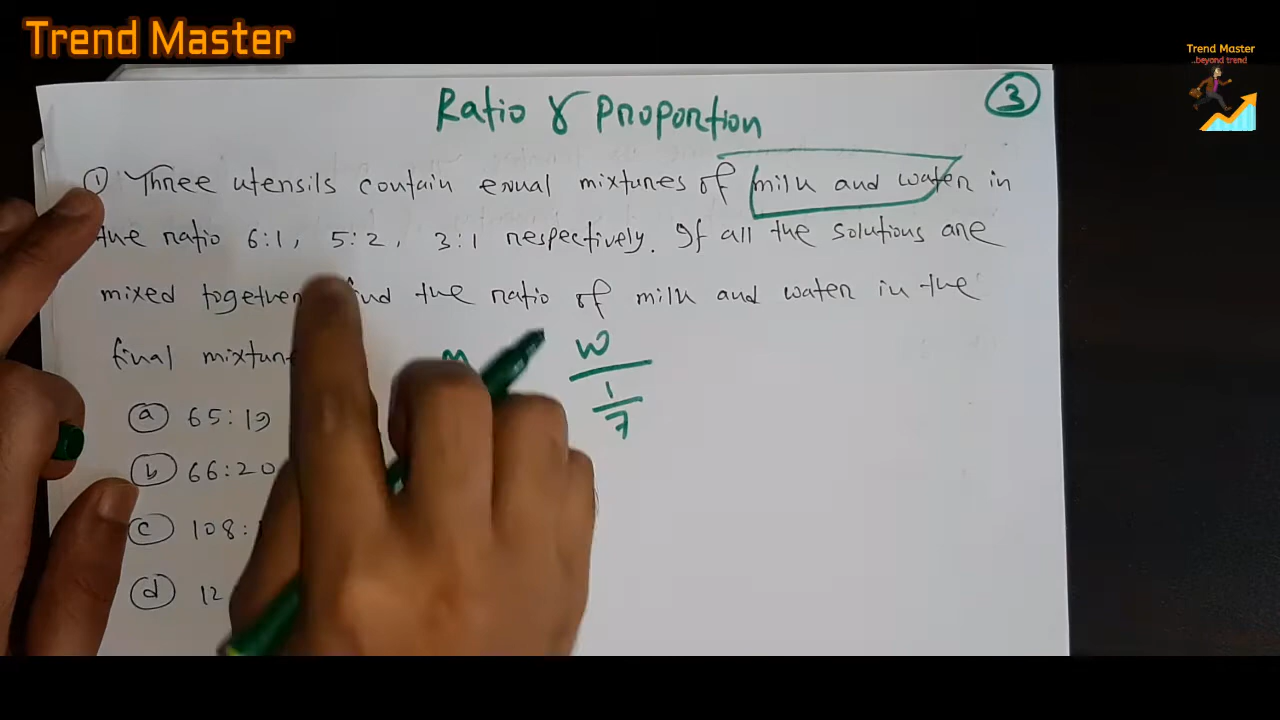 Trend Master
Trend Master
..beyond trend
Ratio & Proportion
3
① Three utensils contain equal mixtures of milk and water in
the ratio 6:1, 5:2, 3:1 respectively. If all the solutions are
mixed together find the ratio of milk and water in the
final
W
1
7
ⓐ 65:19
ⓑ 66:20
ⓒ 108:
ⓓ 12